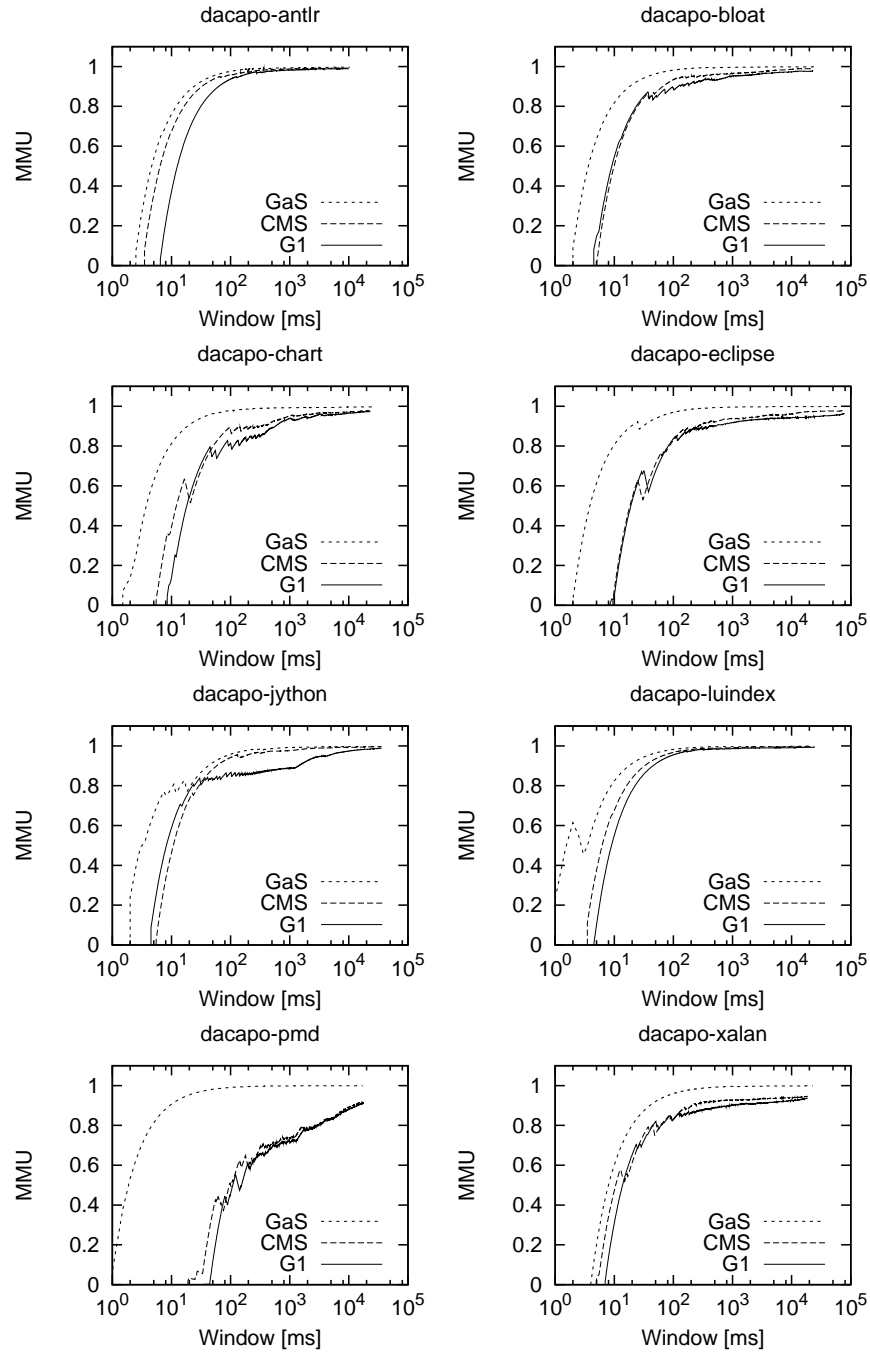 dacapo-antlr
MMU
1
0.8
0.6
0.4
0.2
0
GaS
CMS
G1
10^0 10^1 10^2 10^3 10^4 10^5
Window [ms]
dacapo-bloat
MMU
1
0.8
0.6
0.4
0.2
0
GaS
CMS
G1
10^0 10^1 10^2 10^3 10^4 10^5
Window [ms]
dacapo-chart
MMU
1
0.8
0.6
0.4
0.2
0
GaS
CMS
G1
10^0 10^1 10^2 10^3 10^4 10^5
Window [ms]
dacapo-eclipse
MMU
1
0.8
0.6
0.4
0.2
0
GaS
CMS
G1
10^0 10^1 10^2 10^3 10^4 10^5
Window [ms]
dacapo-jython
MMU
1
0.8
0.6
0.4
0.2
0
GaS
CMS
G1
10^0 10^1 10^2 10^3 10^4 10^5
Window [ms]
dacapo-luindex
MMU
1
0.8
0.6
0.4
0.2
0
GaS
CMS
G1
10^0 10^1 10^2 10^3 10^4 10^5
Window [ms]
dacapo-pmd
MMU
1
0.8
0.6
0.4
0.2
0
GaS
CMS
G1
10^0 10^1 10^2 10^3 10^4 10^5
Window [ms]
dacapo-xalan
MMU
1
0.8
0.6
0.4
0.2
0
GaS
CMS
G1
10^0 10^1 10^2 10^3 10^4 10^5
Window [ms]